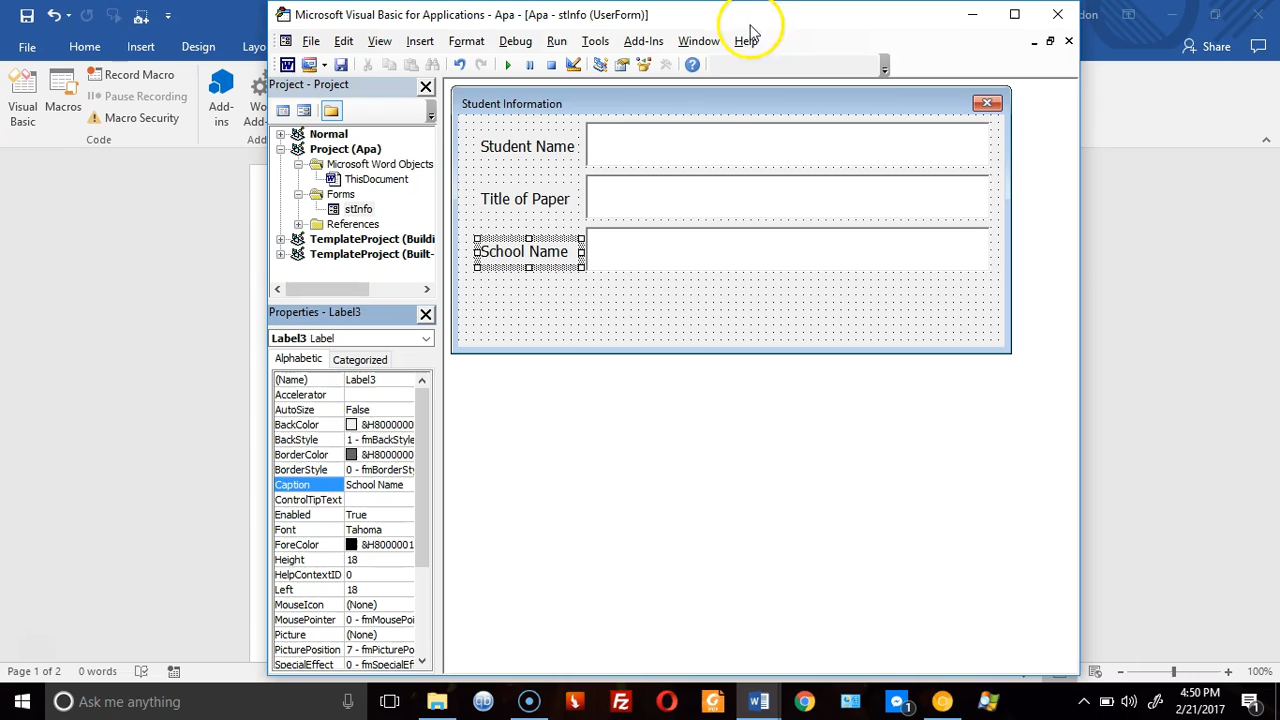 Microsoft Visual Basic for Applications - Apa - [Apa - stInfo (UserForm)]
File Edit View Insert Format Debug Run Tools Add-Ins Window Help
File Home Insert Design Layout
Share
Visual Basic
Macros
Record Macro
Pause Recording
Macro Security
Add-ins
Code
Project - Project
Normal
Project (Apa)
Microsoft Word Objects
ThisDocument
Forms
stInfo
References
TemplateProject (Buildi
TemplateProject (Built-
Student Information
Student Name
Title of Paper
School Name
Properties - Label3
Label3 Label
Alphabetic Categorized
(Name) Label3
Accelerator
AutoSize False
BackColor &H8000000
BackStyle 1 - fmBackStyle
BorderColor &H8000000
BorderStyle 0 - fmBorderSty
Caption School Name
ControlTipText
Enabled True
Font Tahoma
ForeColor &H8000001
Height 18
HelpContextID 0
Left 18
MouseIcon (None)
MousePointer 0 - fmMousePoi
Picture (None)
PicturePosition 7 - fmPicturePo
SpecialEffect 0 - fmSpecialEf
Page 1 of 2 0 words
100%
Ask me anything
4:50 PM
2/21/2017